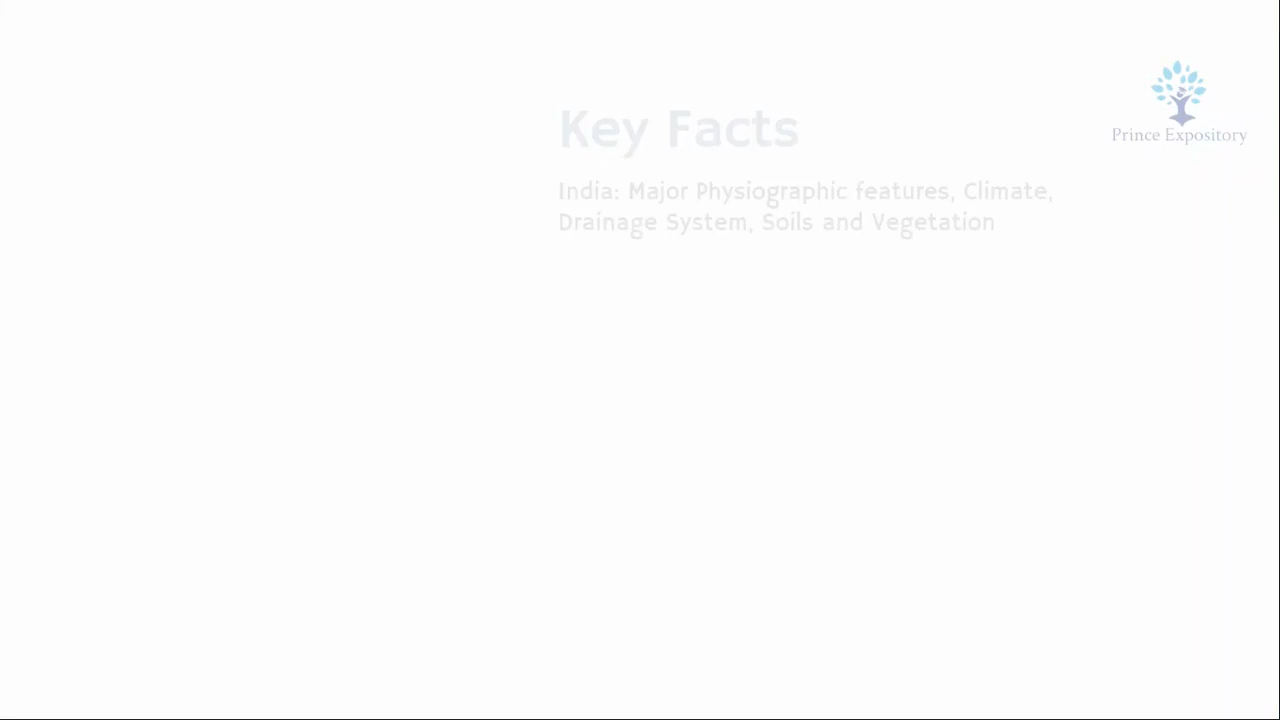 Key Facts
Prince Expository
India: Major Physiographic features, Climate,
Drainage System, Soils and Vegetation